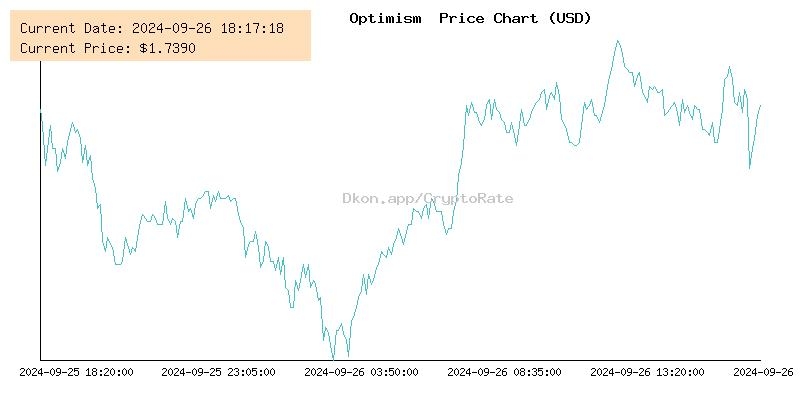 Optimism  Price Chart (USD)
Current Date: 2024-09-26 18:17:18
Current Price: $1.7390
Dkon.app/CryptoRate
2024-09-25 18:20:00 2024-09-25 23:05:00 2024-09-26 03:50:00 2024-09-26 08:35:00 2024-09-26 13:20:00 2024-09-26